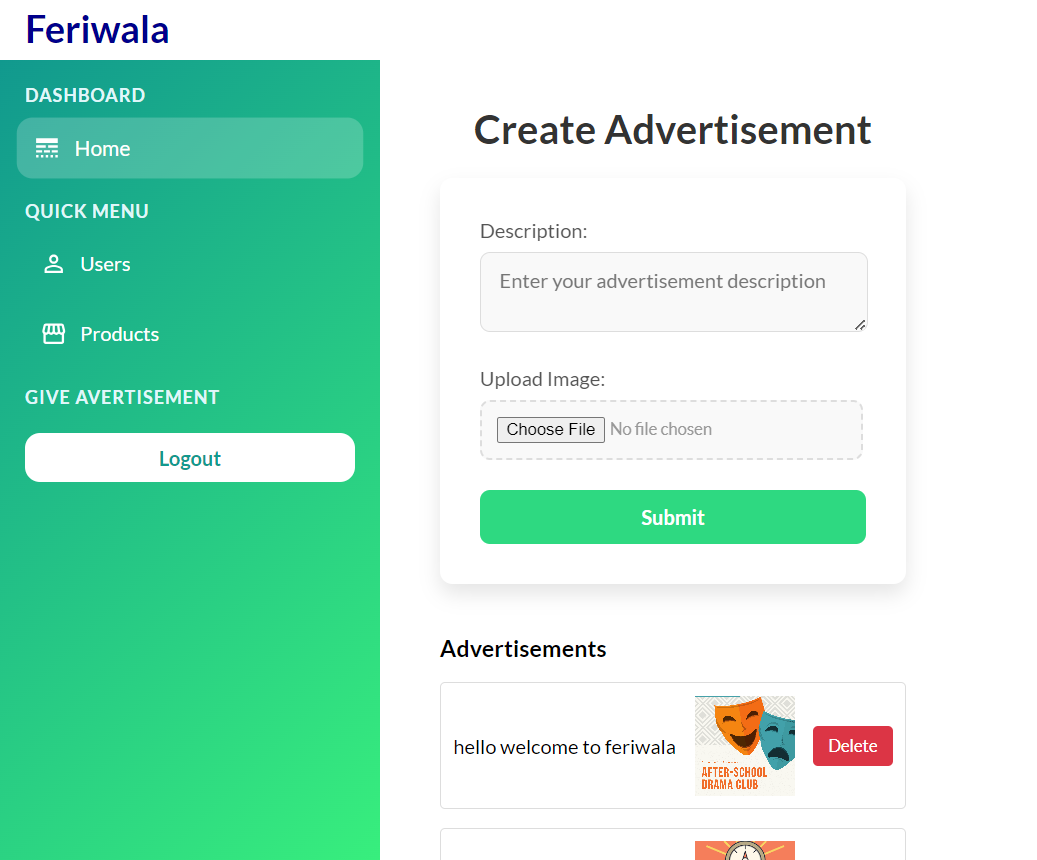 Feriwala
DASHBOARD
Home
QUICK MENU
Users
Products
GIVE AVERTISEMENT
Logout
Create Advertisement
Description:
Enter your advertisement description
Upload Image:
Choose File No file chosen
Submit
Advertisements
hello welcome to feriwala
AFTER-SCHOOL
DRAMA CLUB
Delete